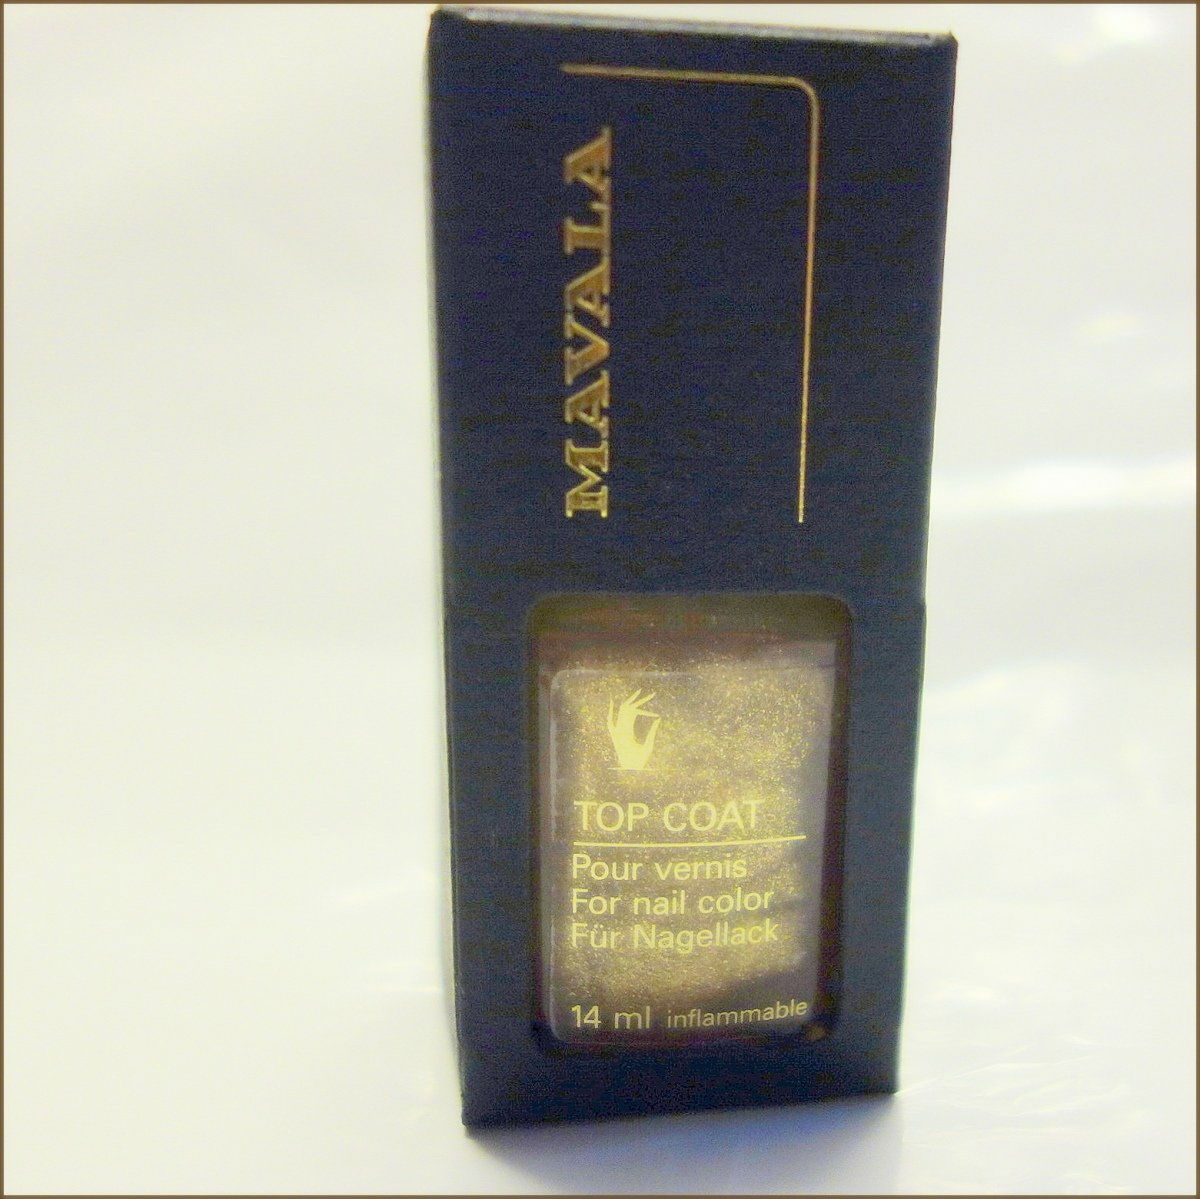 MAVALA
TOP COAT
Pour vernis
For nail color
Für Nagellack
14 ml inflammable